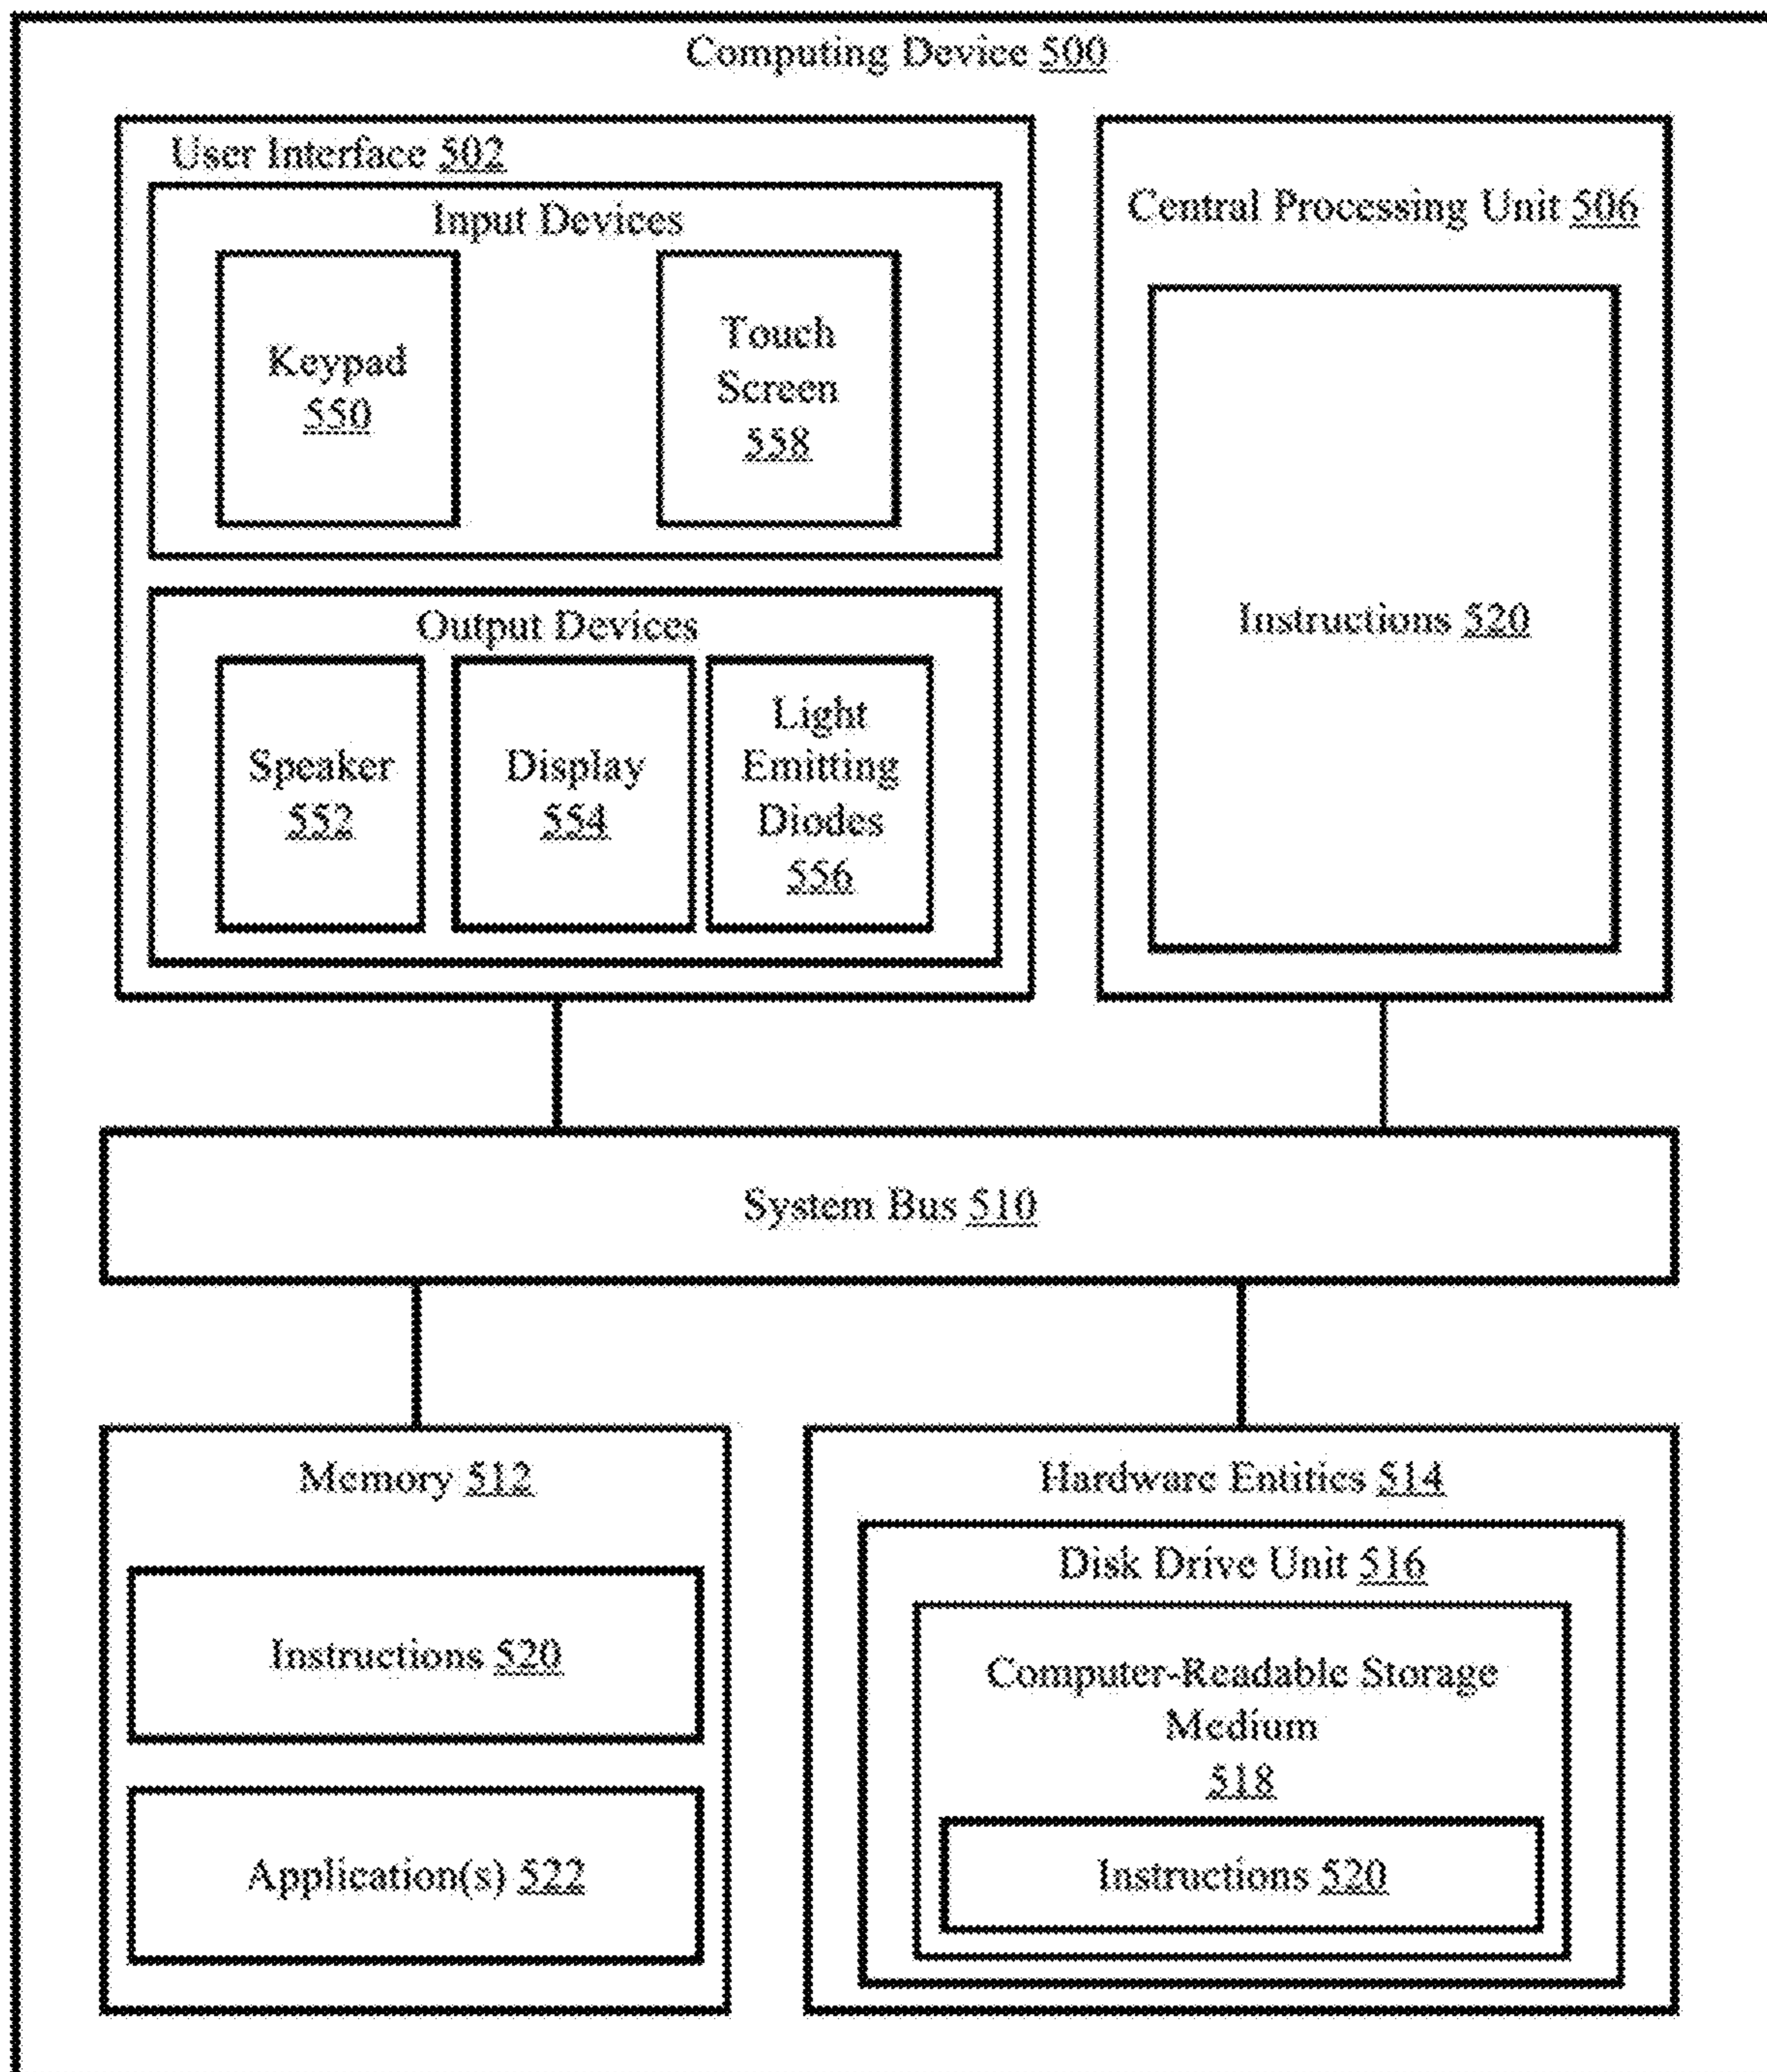 Computing Device 500
User Interface 502
Input Devices
Keypad
550
Touch
Screen
558
Output Devices
Speaker
552
Display
554
Light
Emitting
Diodes
556
Central Processing Unit 506
Instructions 520
System Bus 510
Memory 512
Instructions 520
Application(s) 522
Hardware Entities 514
Disk Drive Unit 516
Computer-Readable Storage
Medium
518
Instructions 520